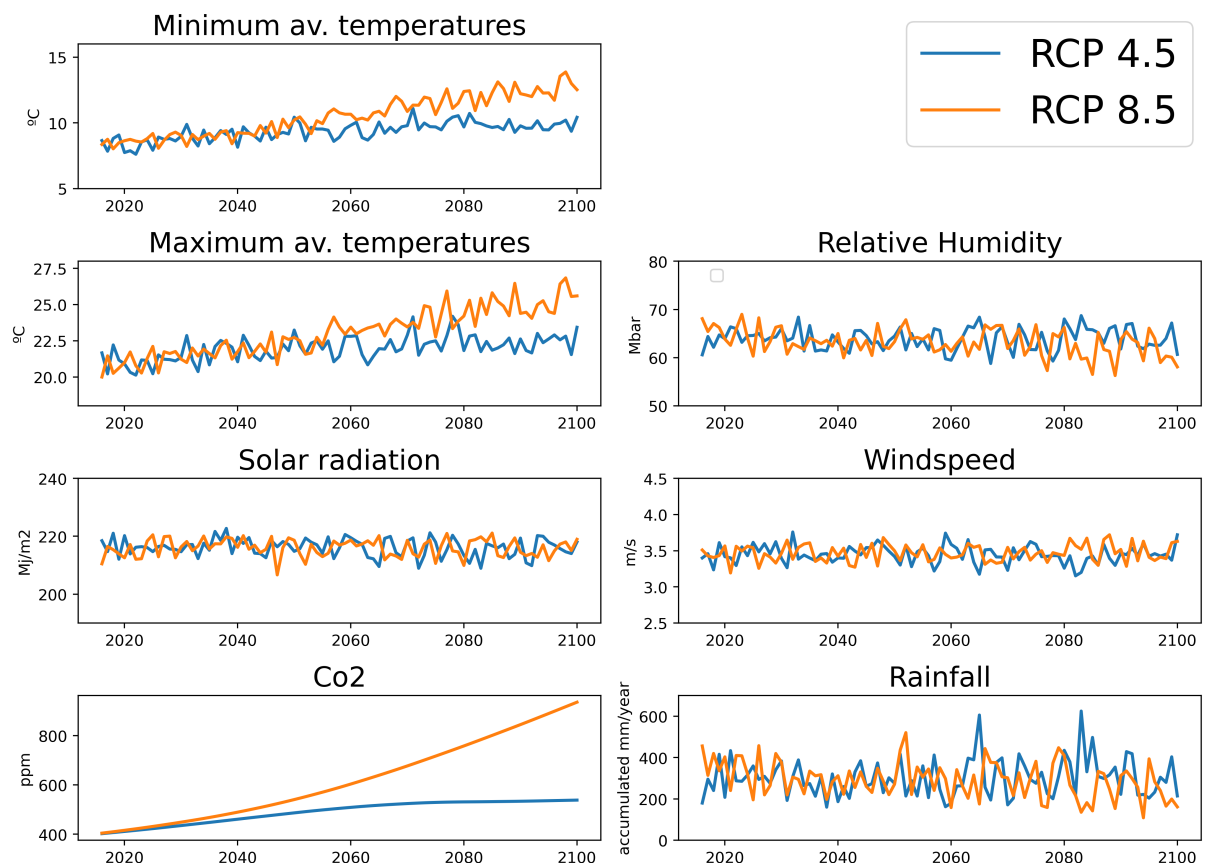 Minimum av. temperatures
ºC
15
10
5
2020 2040 2060 2080 2100
RCP 4.5
RCP 8.5
Maximum av. temperatures
ºC
27.5
25.0
22.5
20.0
2020 2040 2060 2080 2100
Relative Humidity
Mbar
80
70
60
50
2020 2040 2060 2080 2100
Solar radiation
Mj/m2
240
220
200
2020 2040 2060 2080 2100
Windspeed
m/s
4.5
4.0
3.5
3.0
2.5
2020 2040 2060 2080 2100
Co2
ppm
800
600
400
2020 2040 2060 2080 2100
Rainfall
accumulated mm/year
600
400
200
0
2020 2040 2060 2080 2100